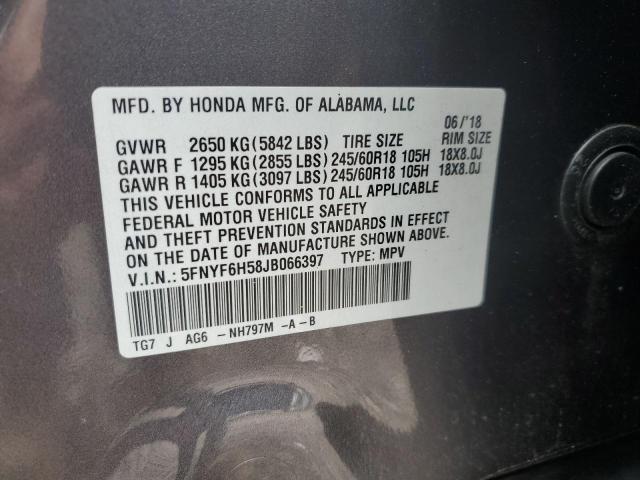 MFD. BY HONDA MFG. OF ALABAMA, LLC
06/'18
GVWR 2650 KG(5842 LBS) TIRE SIZE RIM SIZE
GAWR F 1295 KG(2855 LBS) 245/60R18 105H 18X8.0J
GAWR R 1405 KG(3097 LBS) 245/60R18 105H 18X8.0J
THIS VEHICLE CONFORMS TO ALL APPLICABLE
FEDERAL MOTOR VEHICLE SAFETY
AND THEFT PREVENTION STANDARDS IN EFFECT
ON THE DATE OF MANUFACTURE SHOWN ABOVE.
V.I.N.: 5FNYF6H58JB066397 TYPE: MPV
TG7 J AG6 -NH797M -A-B